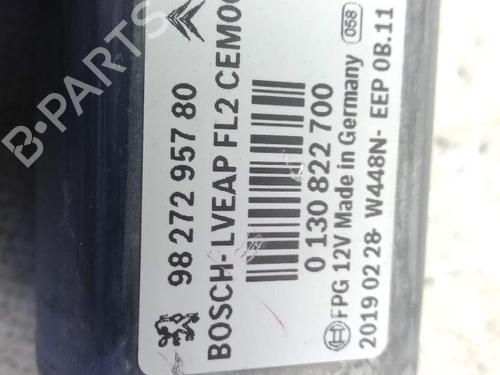 98 272 957 80
BOSCH- LVEAP FL2 CEM00
0 130 822 700
FPG 12V Made in Germany 058
2019 02 28- W448N- EEP 0B.11
B-PARTS